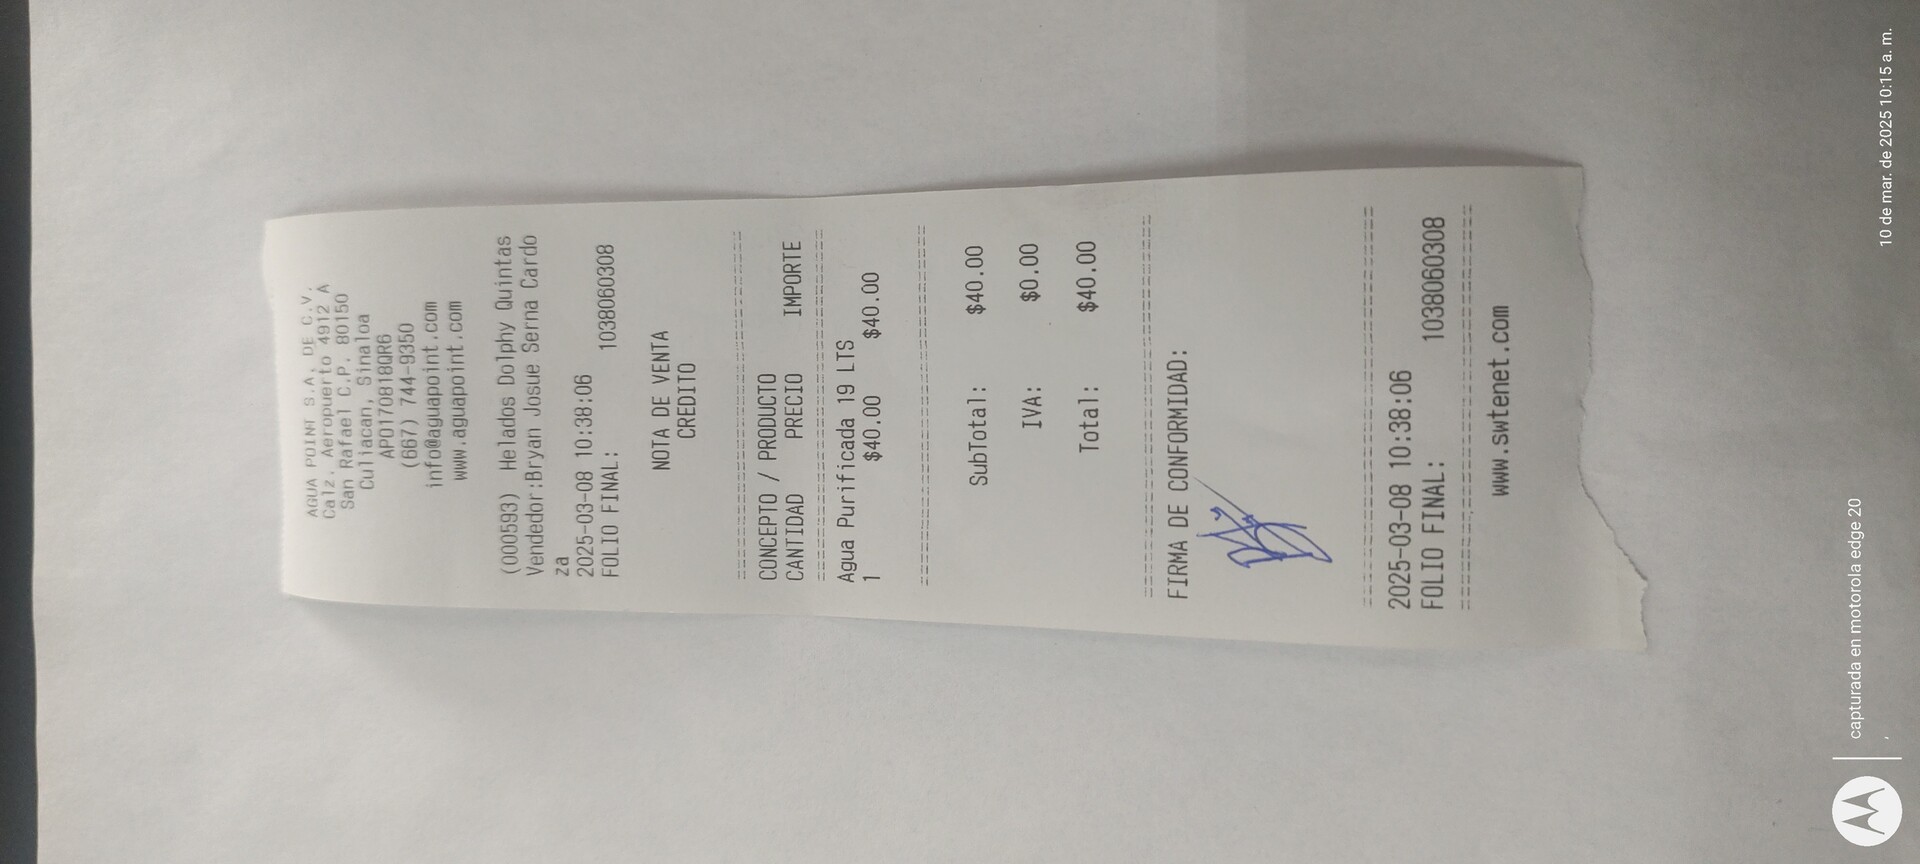 AGUA POINT S.A, DE C.V.
Calz. Aeropuerto 4912 A
San Rafael C.P. 80150
Culiacan, Sinaloa
APO170818QR6
(667) 744-9350
info@aguapoint.com
www.aguapoint.com
(000593) Helados Dolphy Quintas
Vendedor:Bryan Josue Serna Cardo
za
2025-03-08 10:38:06
FOLIO FINAL: 1038060308
NOTA DE VENTA
CREDITO
CONCEPTO / PRODUCTO
CANTIDAD PRECIO IMPORTE
Agua Purificada 19 LTS
1 $40.00 $40.00
SubTotal: $40.00
IVA: $0.00
Total: $40.00
FIRMA DE CONFORMIDAD:
2025-03-08 10:38:06
FOLIO FINAL: 1038060308
www.swtenet.com
capturada en motorola edge 20
10 de mar. de 2025 10:15 a. m.